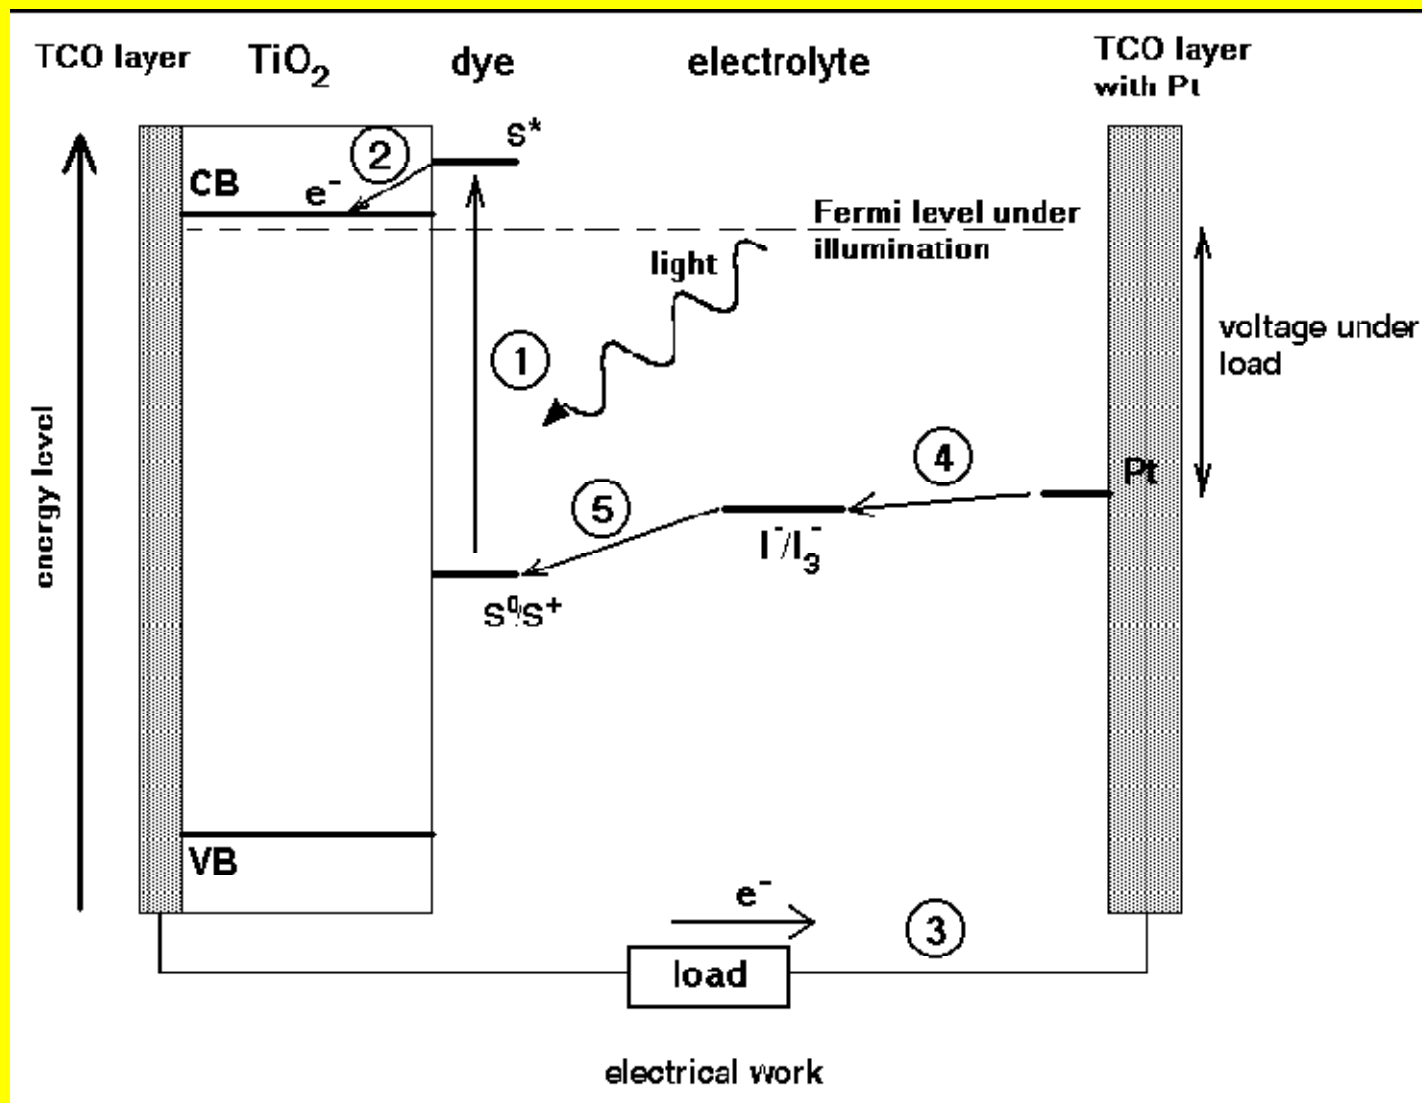 TCO layer
TiO₂
dye
electrolyte
TCO layer
with Pt
S*
2
CB
e⁻
Fermi level under
illumination
light
voltage under
load
1
energy level
4
Pt
5
I⁻/I₃⁻
S⁰/S⁺
VB
e⁻
3
load
electrical work